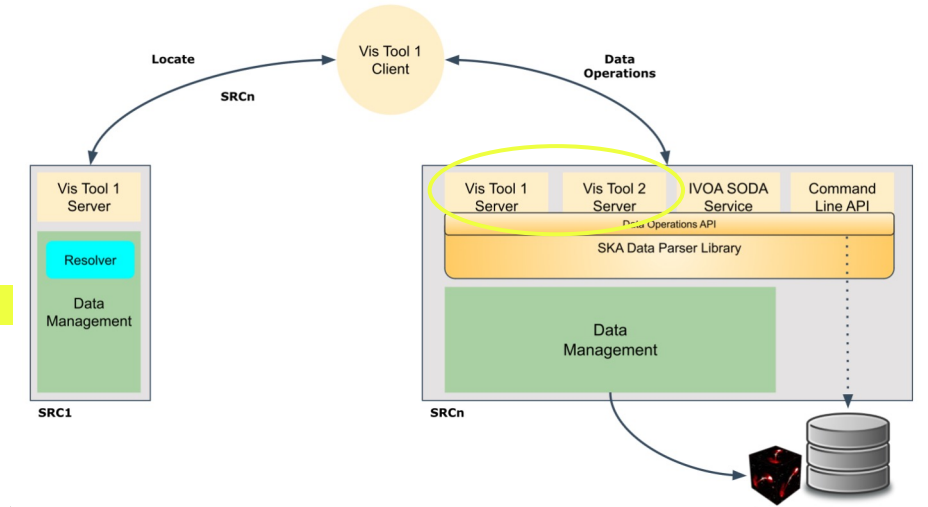 Vis Tool 1
Client
Locate
SRCn
Data
Operations
Vis Tool 1
Server
Resolver
Data
Management
SRC1
Vis Tool 1
Server
Vis Tool 2
Server
IVOA SODA
Service
Command
Line API
Data Operations API
SKA Data Parser Library
Data
Management
SRCn